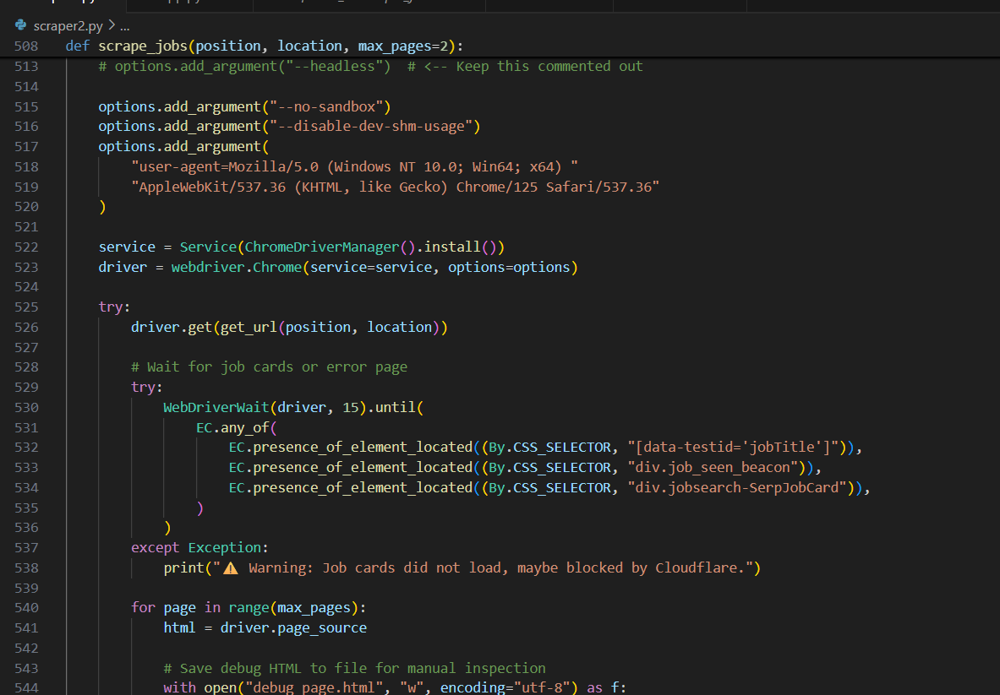 scraper2.py > ...
508 def scrape_jobs(position, location, max_pages=2):
513 # options.add_argument("--headless")  # <-- Keep this commented out
514
515 options.add_argument("--no-sandbox")
516 options.add_argument("--disable-dev-shm-usage")
517 options.add_argument(
518 "user-agent=Mozilla/5.0 (Windows NT 10.0; Win64; x64) "
519 "AppleWebKit/537.36 (KHTML, like Gecko) Chrome/125 Safari/537.36"
520 )
521
522 service = Service(ChromeDriverManager().install())
523 driver = webdriver.Chrome(service=service, options=options)
524
525 try:
526 driver.get(get_url(position, location))
527
528 # Wait for job cards or error page
529 try:
530 WebDriverWait(driver, 15).until(
531 EC.any_of(
532 EC.presence_of_element_located((By.CSS_SELECTOR, "[data-testid='jobTitle']")),
533 EC.presence_of_element_located((By.CSS_SELECTOR, "div.job_seen_beacon")),
534 EC.presence_of_element_located((By.CSS_SELECTOR, "div.jobsearch-SerpJobCard")),
535 )
536 )
537 except Exception:
538 print("⚠️ Warning: Job cards did not load, maybe blocked by Cloudflare.")
539
540 for page in range(max_pages):
541 html = driver.page_source
542
543 # Save debug HTML to file for manual inspection
544 with open("debug_page.html", "w", encoding="utf-8") as f: